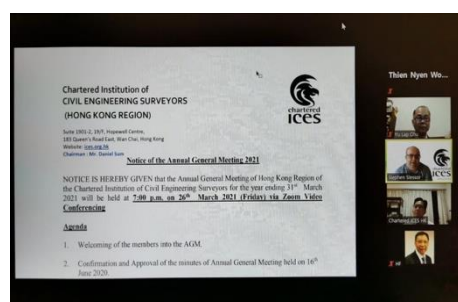 Chartered Institution of
CIVIL ENGINEERING SURVEYORS
(HONG KONG REGION)
chartered
ICES
Suite 1901-2, 19/F, Hopewell Centre,
183 Queen's Road East, Wan Chai, Hong Kong
Website: ices.org.hk
Chairman : Mr. Daniel Sum
Notice of the Annual General Meeting 2021
NOTICE IS HEREBY GIVEN that the Annual General Meeting of Hong Kong Region of
the Chartered Institution of Civil Engineering Surveyors for the year ending 31st March
2021 will be held at 7:00 p.m. on 26th March 2021 (Friday) via Zoom Video
Conferencing
Agenda
1. Welcoming of the members into the AGM.
2. Confirmation and Approval of the minutes of Annual General Meeting held on 16th
June 2020.
Thien Nyen Wo...
ICES
Chartered ICES HK